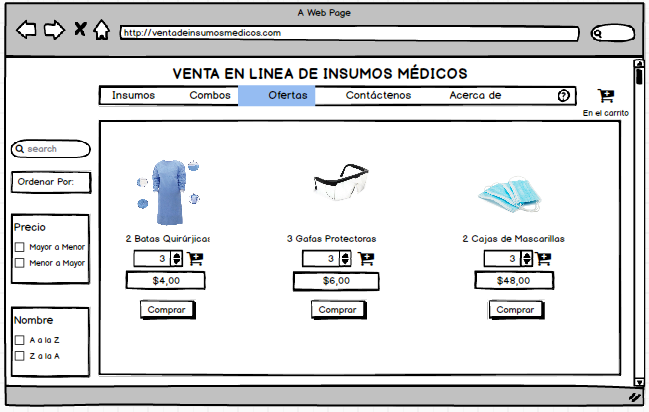 A Web Page
http://ventadeinsumosmedicos.com
VENTA EN LINEA DE INSUMOS MÉDICOS
Insumos Combos Ofertas Contáctenos Acerca de ?
En el carrito
search
Ordenar Por:
Precio
Mayor a Menor
Menor a Mayor
Nombre
A a la Z
Z a la A
2 Batas Quirúrjicas
3
$4,00
Comprar
3 Gafas Protectoras
3
$6,00
Comprar
2 Cajas de Mascarillas
3
$48,00
Comprar